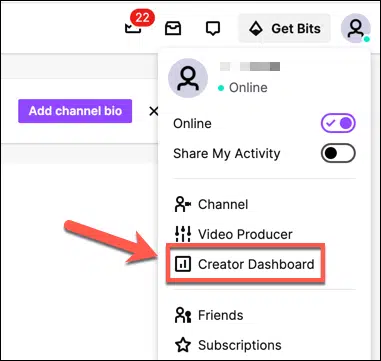 22
Get Bits
Add channel bio
Online
Online
Share My Activity
Channel
Video Producer
Creator Dashboard
Friends
Subscriptions